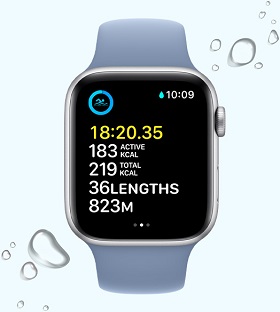 10:09
18:20.35
183 ACTIVE KCAL
219 TOTAL KCAL
36LENGTHS
823M